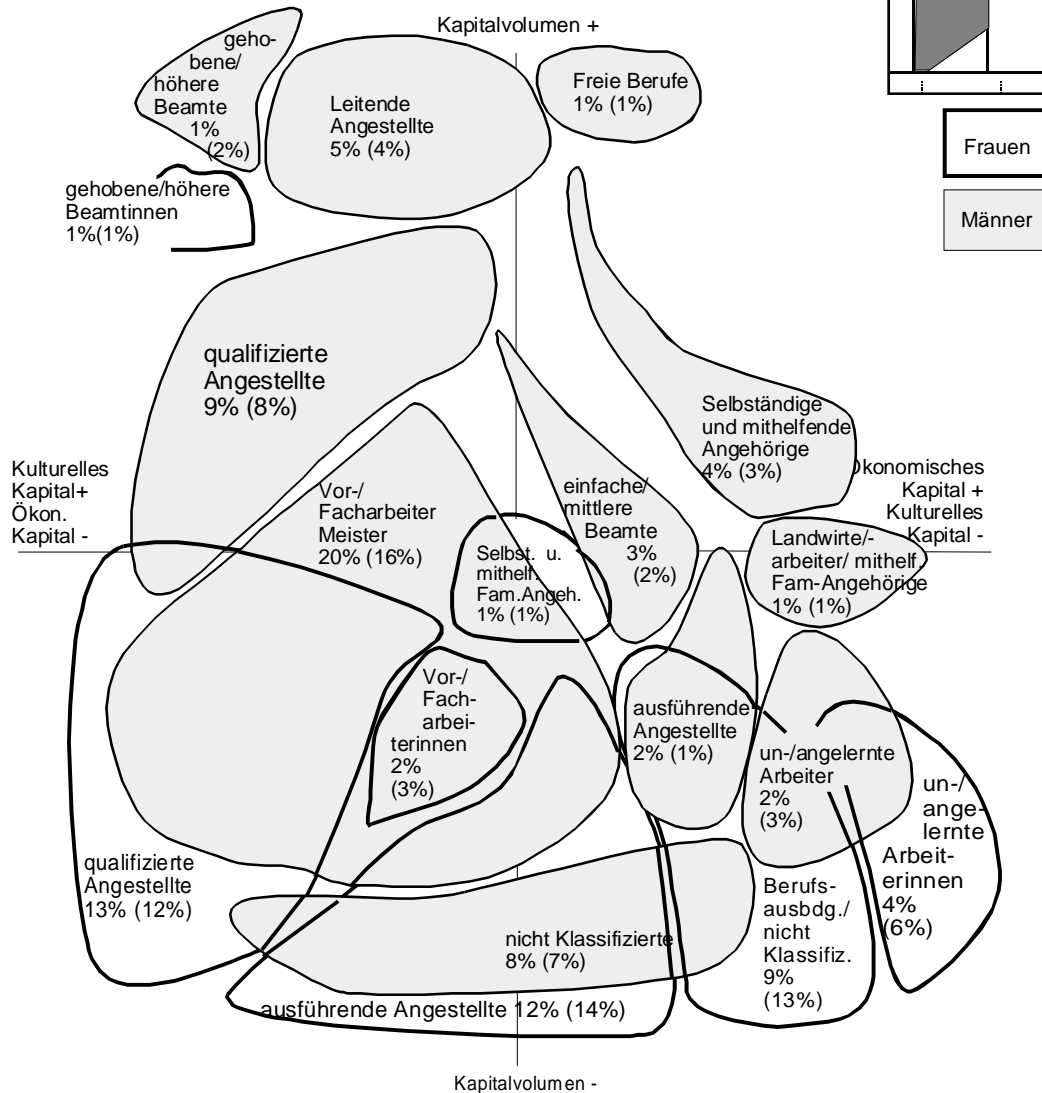 Kapitalvolumen +
geho-
bene/
höhere
Beamte
1%
(2%)
Leitende
Angestellte
5% (4%)
Freie Berufe
1% (1%)
Frauen
Männer
gehobene/höhere
Beamtinnen
1%(1%)
qualifizierte
Angestellte
9% (8%)
Selbständige
und mithelfende
Angehörige
4% (3%)
Kulturelles
Kapital+
Ökon.
Kapital -
Ökonomisches
Kapital +
Kulturelles
Kapital -
Vor-/
Facharbeiter
Meister
20% (16%)
einfache/
mittlere
Beamte
3%
(2%)
Selbst. u.
mithelf.
Fam.Angeh.
1% (1%)
Landwirte/-
arbeiter/ mithelf.
Fam-Angehörige
1% (1%)
Vor-/
Fach-
arbei-
terinnen
2%
(3%)
ausführende
Angestellte
2% (1%)
un-/angelernte
Arbeiter
2%
(3%)
un-/
ange-
lernte
Arbeit-
erinnen
4%
(6%)
qualifizierte
Angestellte
13% (12%)
Berufs-
ausbdg./
nicht
Klassifiz.
9%
(13%)
nicht Klassifizierte
8% (7%)
ausführende Angestellte 12% (14%)
Kapitalvolumen -